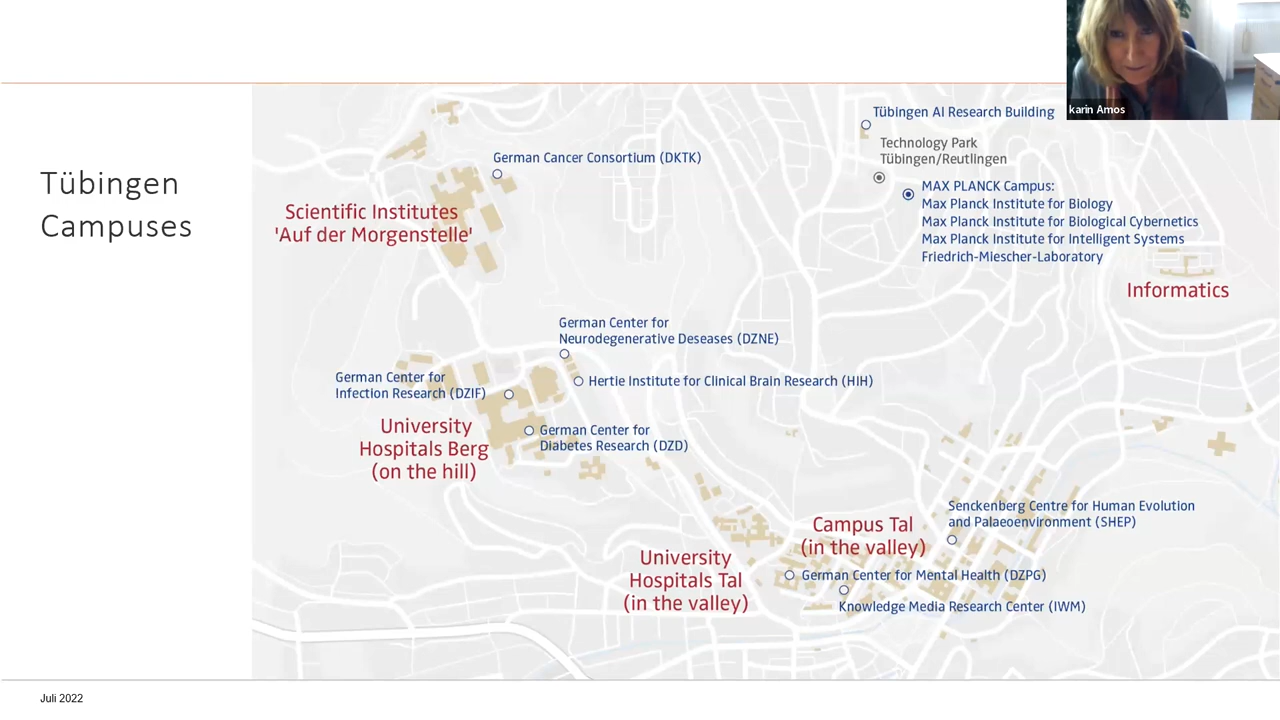 karin Amos
Tübingen
Campuses
Tübingen AI Research Building
Technology Park
Tübingen/Reutlingen
German Cancer Consortium (DKTK)
MAX PLANCK Campus:
Max Planck Institute for Biology
Max Planck Institute for Biological Cybernetics
Max Planck Institute for Intelligent Systems
Friedrich-Miescher-Laboratory
Scientific Institutes
'Auf der Morgenstelle'
Informatics
German Center for
Neurodegenerative Deseases (DZNE)
German Center for
Infection Research (DZIF)
Hertie Institute for Clinical Brain Research (HIH)
University
Hospitals Berg
(on the hill)
German Center for
Diabetes Research (DZD)
Senckenberg Centre for Human Evolution
and Palaeoenvironment (SHEP)
Campus Tal
(in the valley)
University
Hospitals Tal
(in the valley)
German Center for Mental Health (DZPG)
Knowledge Media Research Center (IWM)
Juli 2022